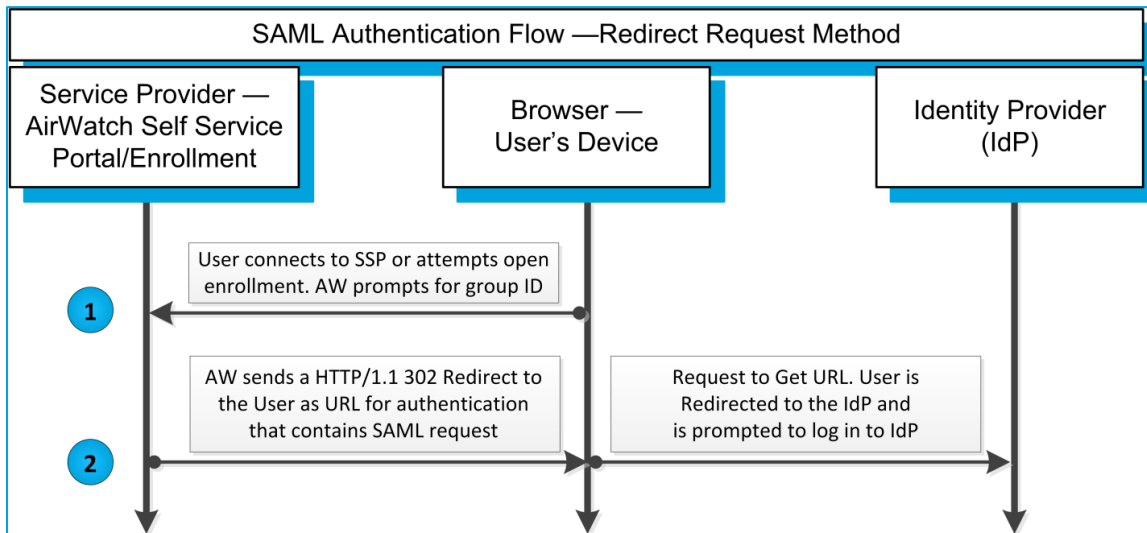 SAML Authentication Flow —Redirect Request Method
Service Provider —
AirWatch Self Service
Portal/Enrollment
Browser —
User’s Device
Identity Provider
(IdP)
User connects to SSP or attempts open
enrollment. AW prompts for group ID
1
AW sends a HTTP/1.1 302 Redirect to
the User as URL for authentication
that contains SAML request
Request to Get URL. User is
Redirected to the IdP and
is prompted to log in to IdP
2